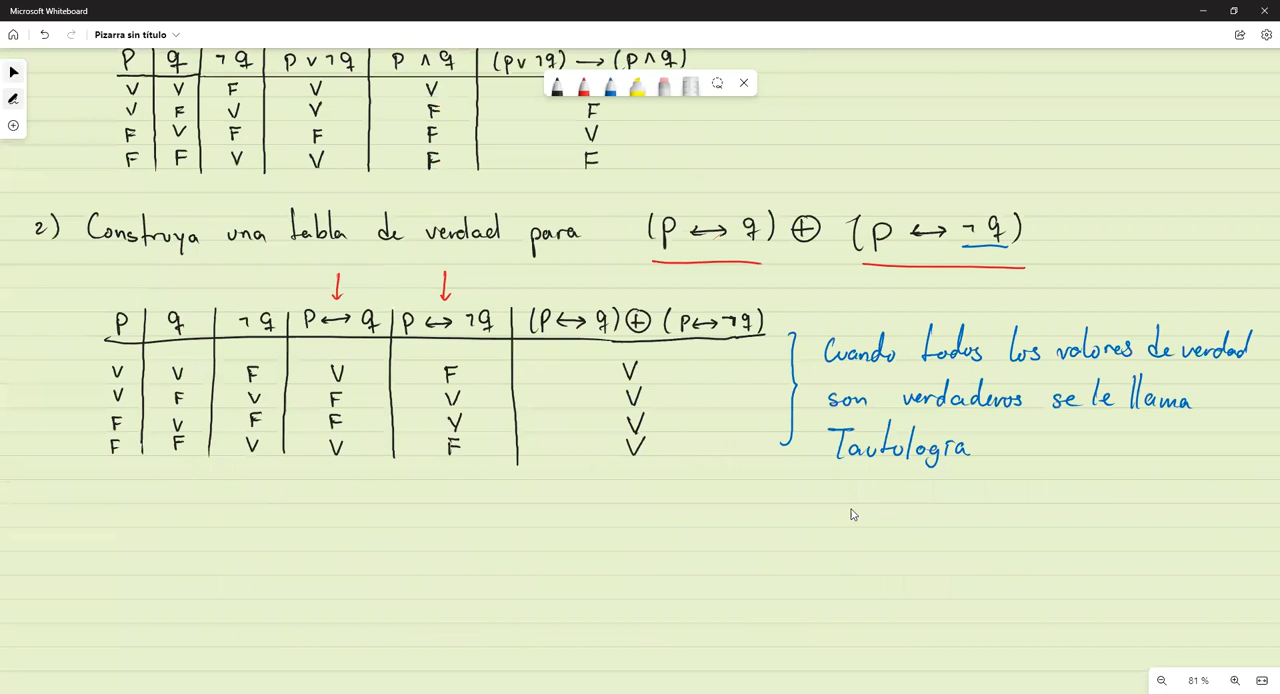 Microsoft Whiteboard
Pizarra sin título
p q ¬q p ∨ ¬q p ∧ q (p ∨ ¬q) → (p ∧ q)
V V F V V
V F V V F F
F V F F F V
F F V V F F
2) Construya una tabla de verdad para (p ↔ q) ⊕ (p ↔ ¬q)
p q ¬q p ↔ q p ↔ ¬q (p ↔ q) ⊕ (p ↔ ¬q)
V V F V F V
V F V F V V
F V F F V V
F F V V F V
Cuando todos los valores de verdad
son verdaderos se le llama
Tautología
81 %